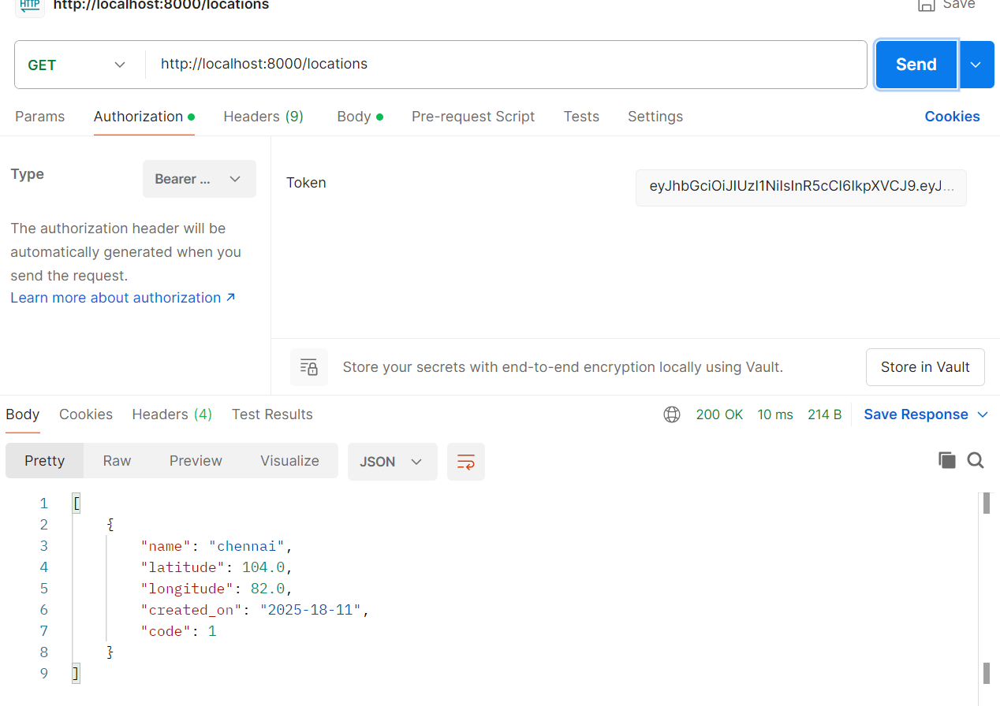 HTTP http://localhost:8000/locations Save
GET http://localhost:8000/locations Send
Params Authorization Headers (9) Body Pre-request Script Tests Settings Cookies
Type Bearer ... Token eyJhbGciOiJIUzI1NiIsInR5cCI6IkpXVCJ9.eyJ...
The authorization header will be
automatically generated when you
send the request.
Learn more about authorization ↗
Store your secrets with end-to-end encryption locally using Vault. Store in Vault
Body Cookies Headers (4) Test Results 200 OK 10 ms 214 B Save Response
Pretty Raw Preview Visualize JSON
1 [
2 {
3 "name": "chennai",
4 "latitude": 104.0,
5 "longitude": 82.0,
6 "created_on": "2025-18-11",
7 "code": 1
8 }
9 ]